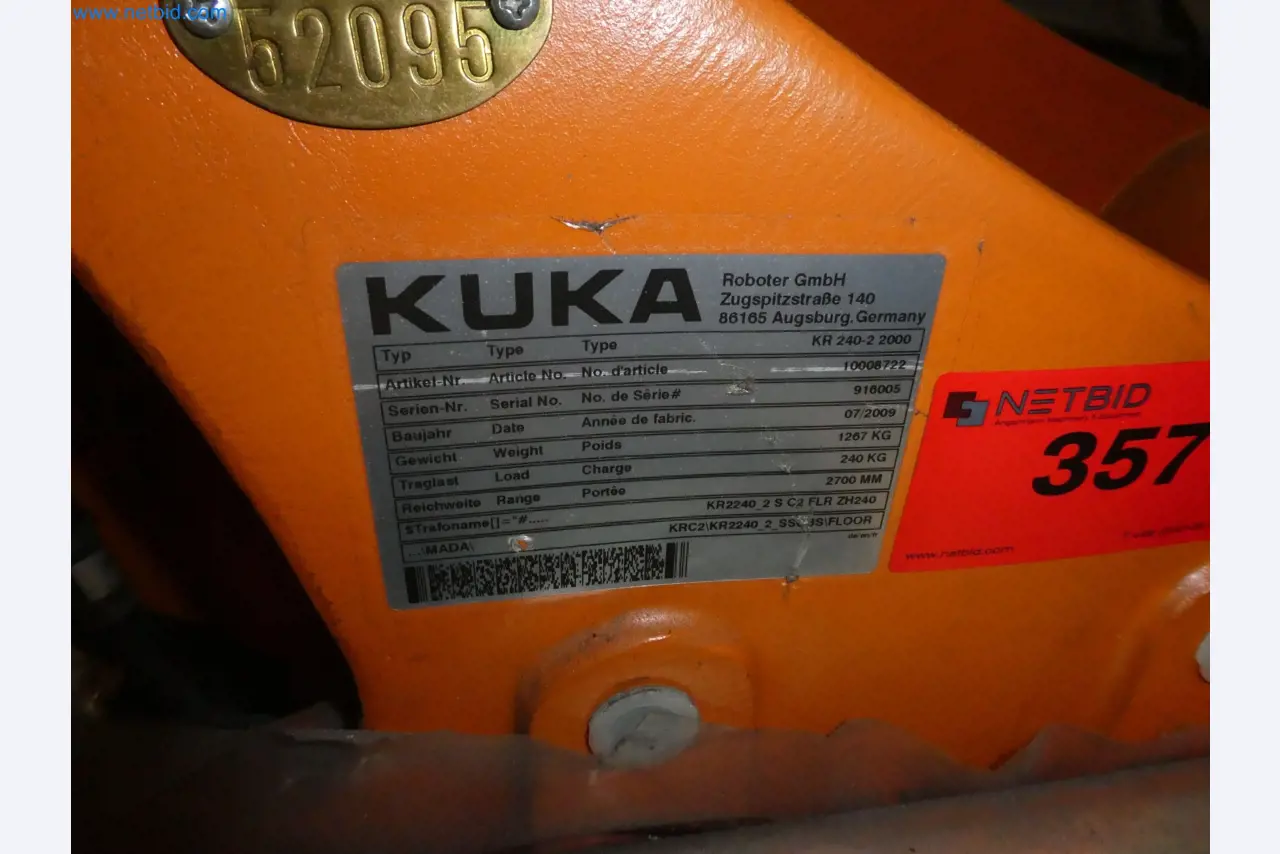 www.netbid.com
52095
KUKA
Roboter GmbH
Zugspitzstraße 140
86165 Augsburg, Germany
Typ Type Type KR 240-2 2000
Artikel-Nr. Article No. No. d'article 10008722
Serien-Nr. Serial No. No. de Série# 916005
Baujahr Date Année de fabric. 07/2009
Gewicht Weight Poids 1267 KG
Traglast Load Charge 240 KG
Reichweite Range Portée 2700 MM
$Trafoname[]="#..... KR2240_2 S C2 FLR ZH240
...\MADA\ KRC2\KR2240_2_SSC3S\FLOOR
NETBID
357
www.netbid.com